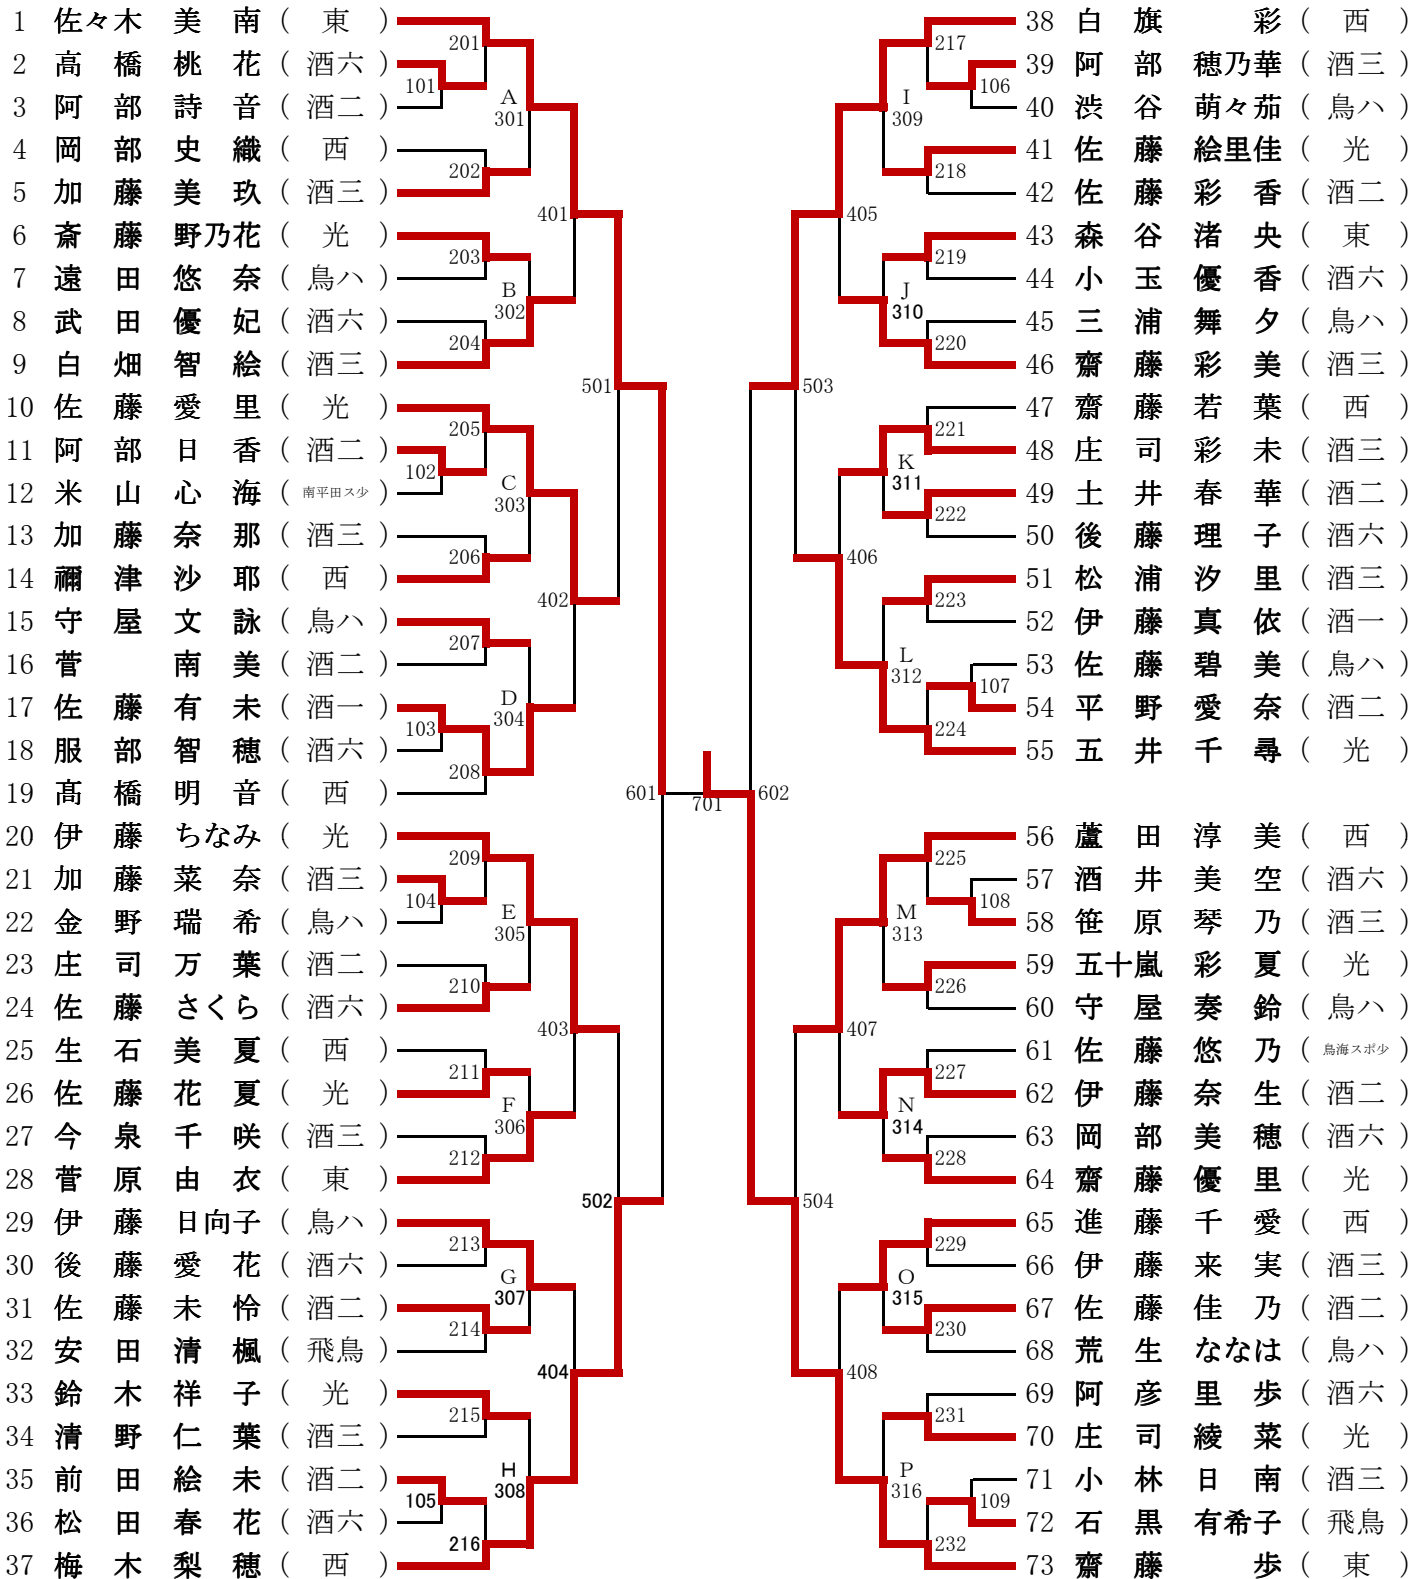 1 佐々木 美 南 ( 東 )
2 高 橋 桃 花 ( 酒六 )
3 阿 部 詩 音 ( 酒二 )
4 岡 部 史 織 ( 西 )
5 加 藤 美 玖 ( 酒三 )
6 斎 藤 野乃花 ( 光 )
7 遠 田 悠 奈 ( 鳥ハ )
8 武 田 優 妃 ( 酒六 )
9 白 畑 智 絵 ( 酒三 )
10 佐 藤 愛 里 ( 光 )
11 阿 部 日 香 ( 酒二 )
12 米 山 心 海 ( 南平田ス少 )
13 加 藤 奈 那 ( 酒三 )
14 禰 津 沙 耶 ( 西 )
15 守 屋 文 詠 ( 鳥ハ )
16 菅 南 美 ( 酒二 )
17 佐 藤 有 未 ( 酒一 )
18 服 部 智 穂 ( 酒六 )
19 髙 橋 明 音 ( 西 )
20 伊 藤 ちなみ ( 光 )
21 加 藤 菜 奈 ( 酒三 )
22 金 野 瑞 希 ( 鳥ハ )
23 庄 司 万 葉 ( 酒二 )
24 佐 藤 さくら ( 酒六 )
25 生 石 美 夏 ( 西 )
26 佐 藤 花 夏 ( 光 )
27 今 泉 千 咲 ( 酒三 )
28 菅 原 由 衣 ( 東 )
29 伊 藤 日向子 ( 鳥ハ )
30 後 藤 愛 花 ( 酒六 )
31 佐 藤 未 怜 ( 酒二 )
32 安 田 清 楓 ( 飛鳥 )
33 鈴 木 祥 子 ( 光 )
34 清 野 仁 葉 ( 酒三 )
35 前 田 絵 未 ( 酒二 )
36 松 田 春 花 ( 酒六 )
37 梅 木 梨 穂 ( 西 )
101
102
103
104
105
201
202
203
204
205
206
207
208
209
210
211
212
213
214
215
216
A
301
B
302
C
303
D
304
E
305
F
306
G
307
H
308
401
402
403
404
501
502
601
701
602
503
504
405
406
407
408
I
309
J
310
K
311
L
312
M
313
N
314
O
315
P
316
217
218
219
220
221
222
223
224
225
226
227
228
229
230
231
232
106
107
108
109
38 白 旗 彩 ( 西 )
39 阿 部 穂乃華 ( 酒三 )
40 渋 谷 萌々茄 ( 鳥ハ )
41 佐 藤 絵里佳 ( 光 )
42 佐 藤 彩 香 ( 酒二 )
43 森 谷 渚 央 ( 東 )
44 小 玉 優 香 ( 酒六 )
45 三 浦 舞 夕 ( 鳥ハ )
46 齋 藤 彩 美 ( 酒三 )
47 齋 藤 若 葉 ( 西 )
48 庄 司 彩 未 ( 酒三 )
49 土 井 春 華 ( 酒二 )
50 後 藤 理 子 ( 酒六 )
51 松 浦 汐 里 ( 酒三 )
52 伊 藤 真 依 ( 酒一 )
53 佐 藤 碧 美 ( 鳥ハ )
54 平 野 愛 奈 ( 酒二 )
55 五 井 千 尋 ( 光 )
56 蘆 田 淳 美 ( 西 )
57 酒 井 美 空 ( 酒六 )
58 笹 原 琴 乃 ( 酒三 )
59 五十嵐 彩 夏 ( 光 )
60 守 屋 奏 鈴 ( 鳥ハ )
61 佐 藤 悠 乃 ( 鳥海スポ少 )
62 伊 藤 奈 生 ( 酒二 )
63 岡 部 美 穂 ( 酒六 )
64 齋 藤 優 里 ( 光 )
65 進 藤 千 愛 ( 西 )
66 伊 藤 来 実 ( 酒三 )
67 佐 藤 佳 乃 ( 酒二 )
68 荒 生 ななは ( 鳥ハ )
69 阿 彦 里 歩 ( 酒六 )
70 庄 司 綾 菜 ( 光 )
71 小 林 日 南 ( 酒三 )
72 石 黒 有希子 ( 飛鳥 )
73 齋 藤 歩 ( 東 )